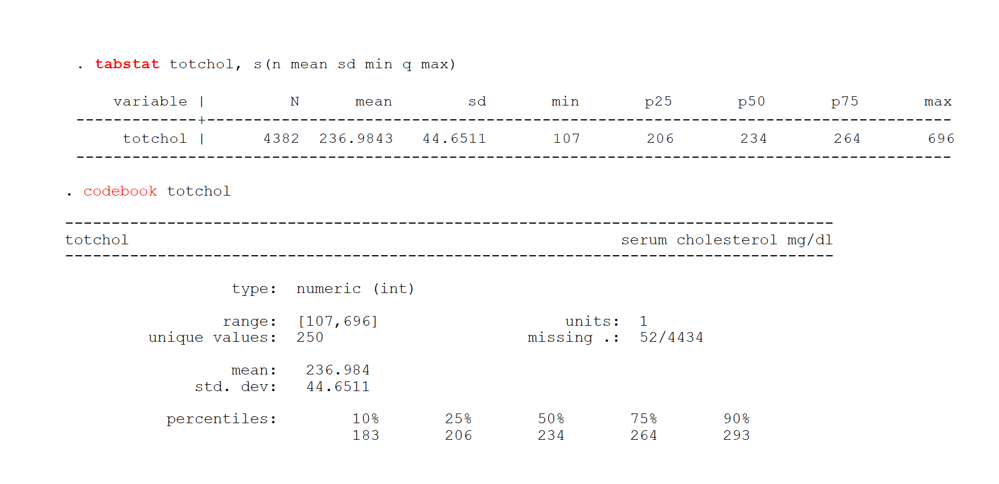 . tabstat totchol, s(n mean sd min q max)
variable | N mean sd min p25 p50 p75 max
-------------+--------------------------------------------------------------------------------
totchol | 4382 236.9843 44.6511 107 206 234 264 696
----------------------------------------------------------------------------------------------
. codebook totchol
-----------------------------------------------------------------------------------
totchol serum cholesterol mg/dl
-----------------------------------------------------------------------------------
type: numeric (int)
range: [107,696] units: 1
unique values: 250 missing .: 52/4434
mean: 236.984
std. dev: 44.6511
percentiles: 10% 25% 50% 75% 90%
183 206 234 264 293